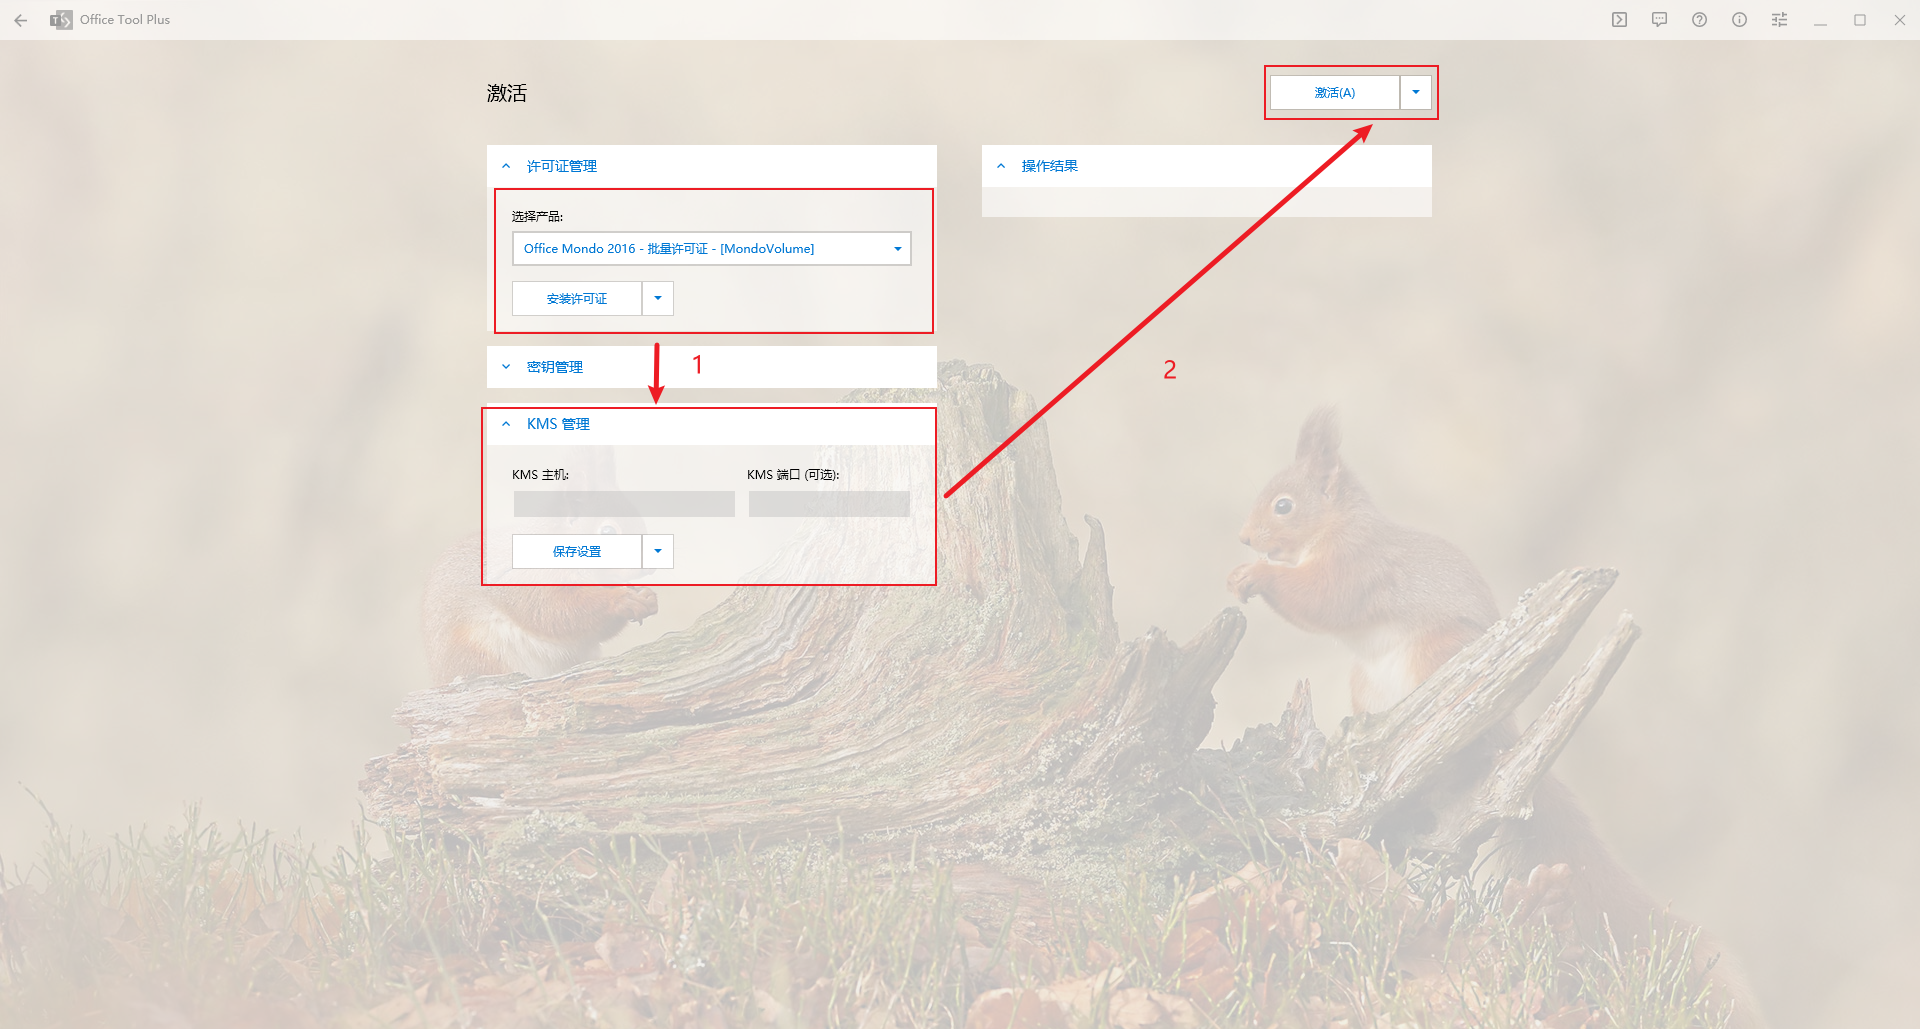 Office Tool Plus
激活
激活(A)
许可证管理
选择产品:
Office Mondo 2016 - 批量许可证 - [MondoVolume]
安装许可证
操作结果
密钥管理
1
2
KMS 管理
KMS 主机:
KMS 端口 (可选):
保存设置